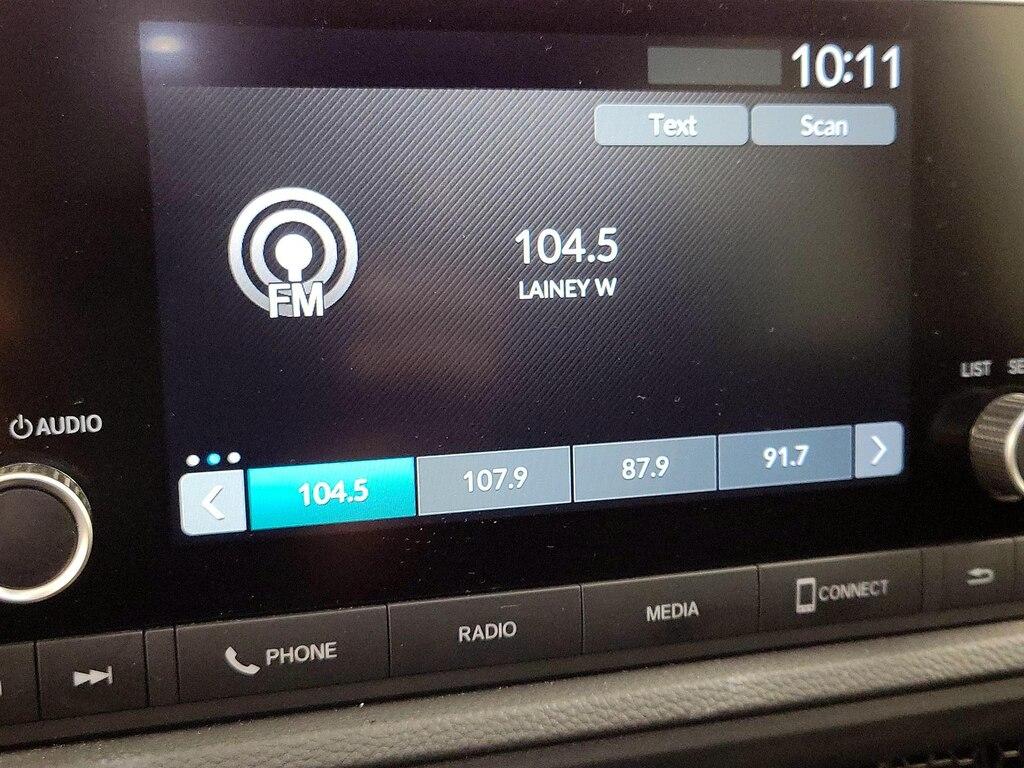 10:11
Text Scan
FM
104.5
LAINEY W
LIST
AUDIO
104.5 107.9 87.9 91.7
PHONE RADIO MEDIA CONNECT